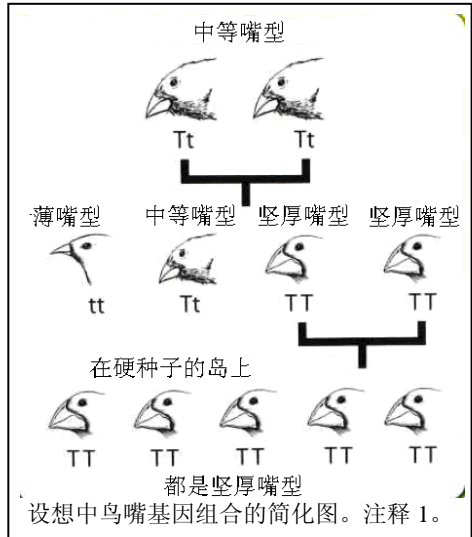 中等嘴型
Tt Tt
薄嘴型 中等嘴型 坚厚嘴型 坚厚嘴型
tt Tt TT TT
在硬种子的岛上
TT TT TT TT TT
都是坚厚嘴型
设想中鸟嘴基因组合的简化图。注释 1。